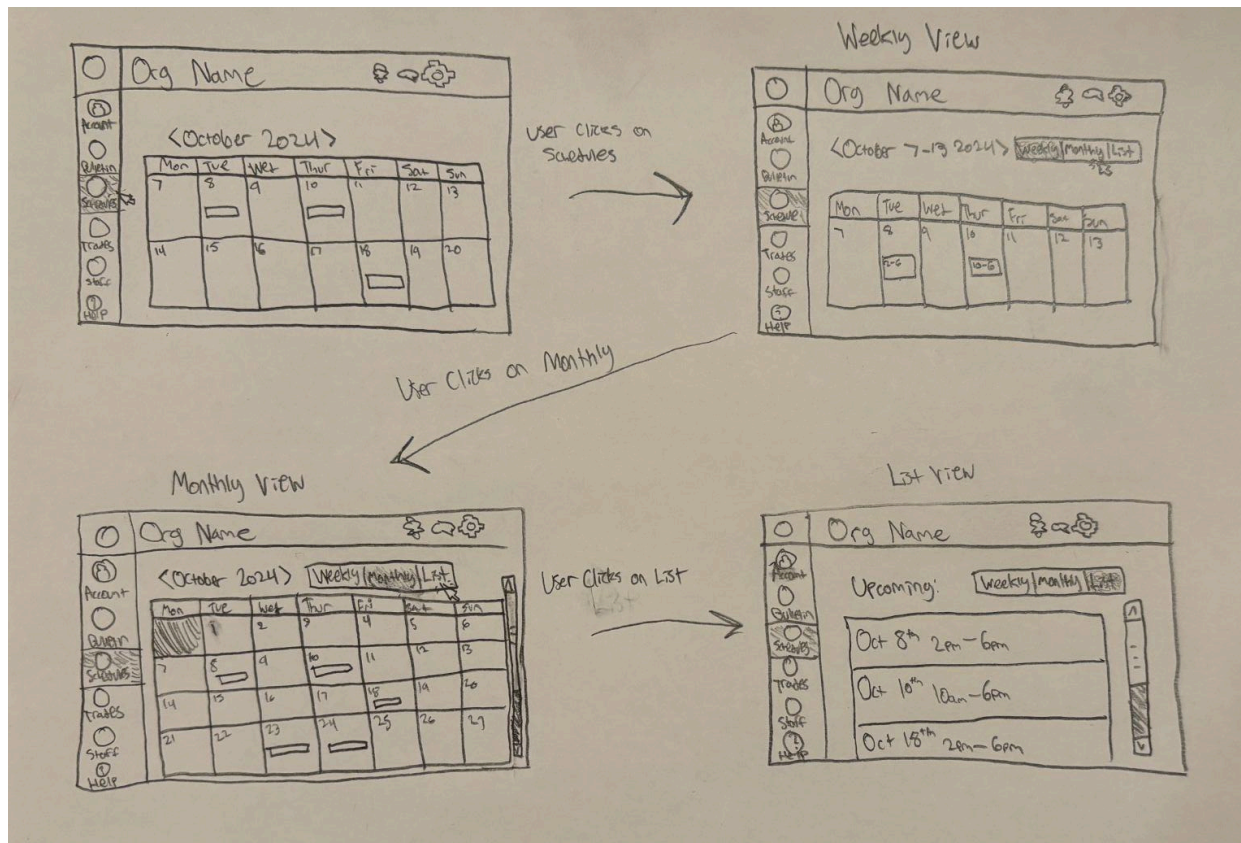 Org Name
Account
Bulletin
Schedules
Trades
Staff
Help
<October 2024>
Mon Tue Wet Thur Fri Sat Sun
7 8 9 10 11 12 13
14 15 16 17 18 19 20
User Clicks on
Schedules
Weekly View
Org Name
Account
Bulletin
Schedule
Trades
Staff
Help
<October 7-13 2024> Weekly Monthly List
Mon Tue Wet Thur Fri Sat Sun
7 8 9 10 11 12 13
2-6 10-6
User Clicks on Monthly
Monthly View
Org Name
Account
Bulletin
Schedules
Trades
Staff
Help
<October 2024> Weekly Monthly List
Mon Tue Wet Thur Fri Sat Sun
1 2 3 4 5 6
7 8 9 10 11 12 13
14 15 16 17 18 19 20
21 22 23 24 25 26 27
User Clicks on List
List
List View
Org Name
Account
Bulletin
Schedules
Trades
Staff
Help
Upcoming: Weekly Monthly List
Oct 8th 2pm-6pm
Oct 10th 10am-6pm
Oct 18th 2pm-6pm